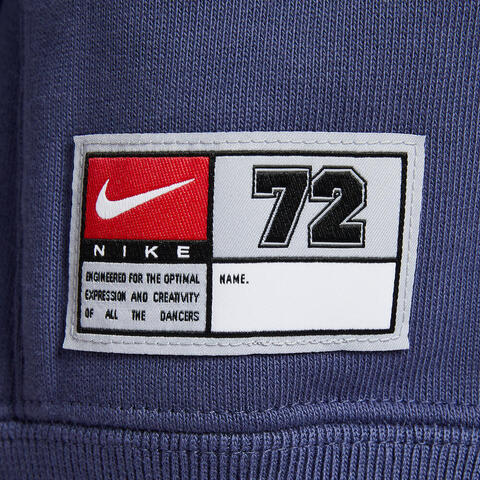 NIKE
ENGINEERED FOR THE OPTIMAL
EXPRESSION AND CREATIVITY
OF ALL THE DANCERS
72
NAME.